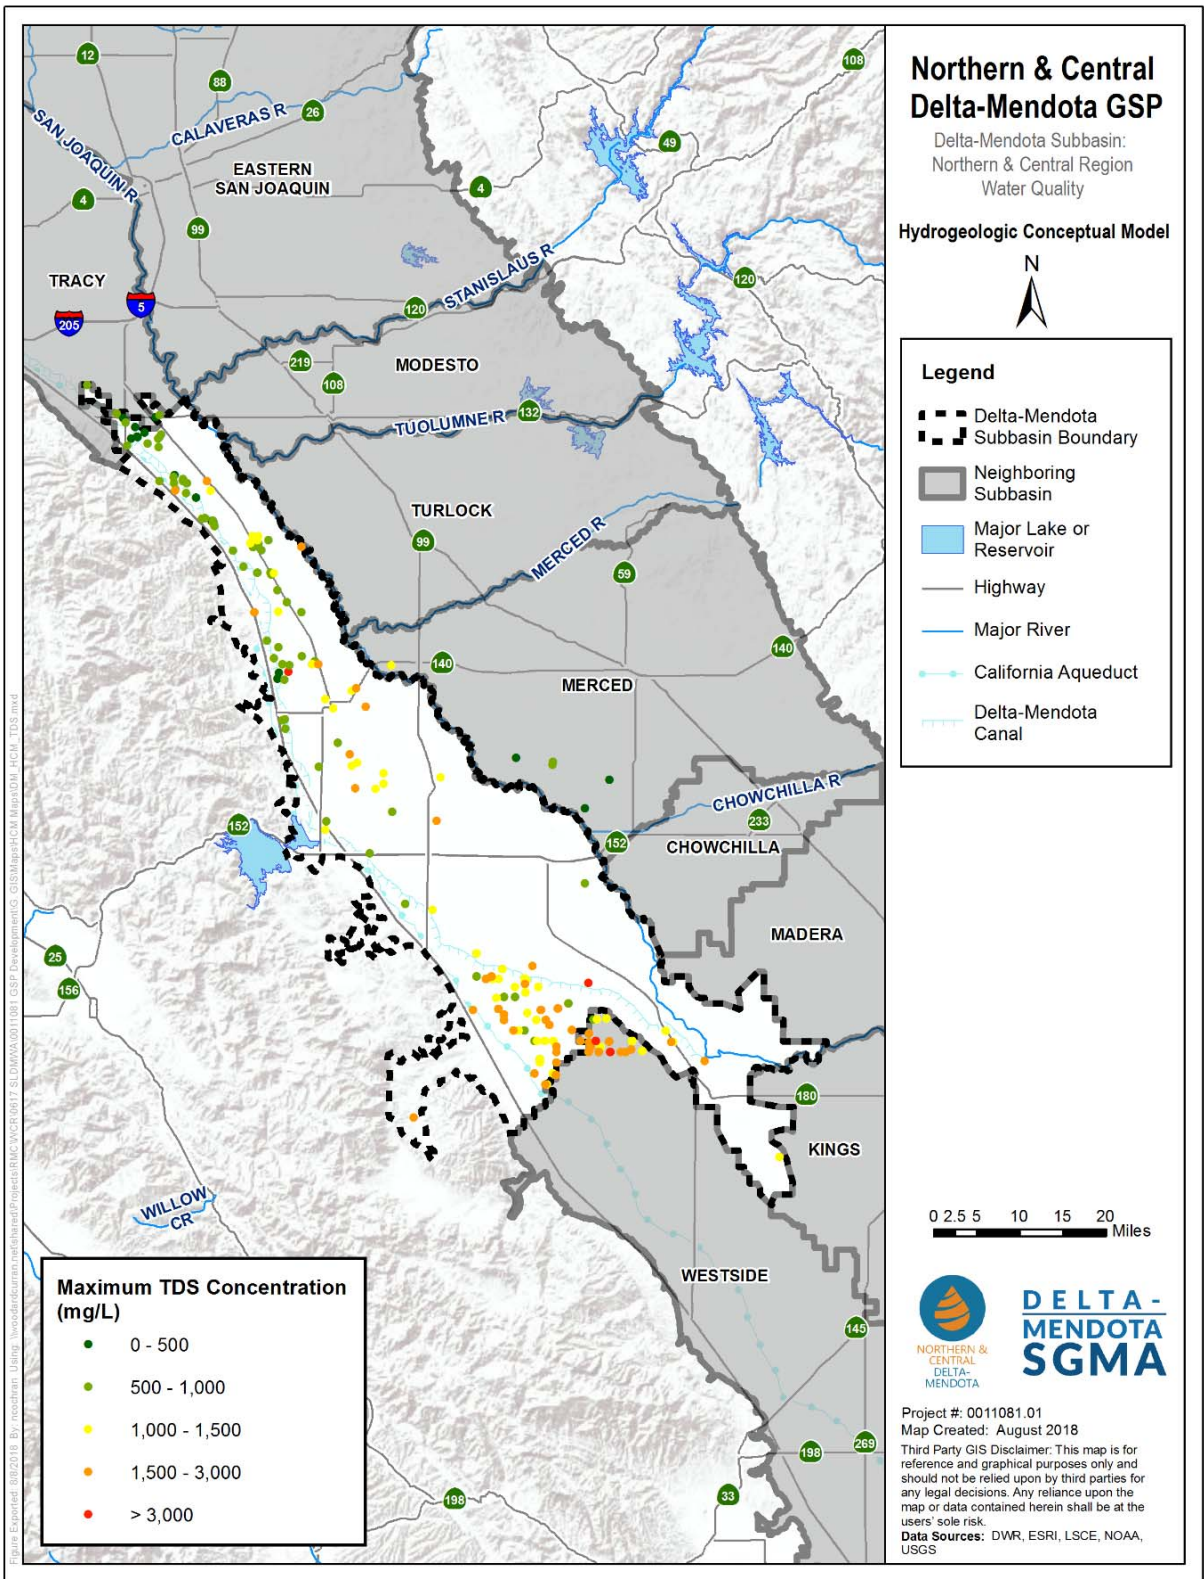 Northern & Central
Delta-Mendota GSP
Delta-Mendota Subbasin:
Northern & Central Region
Water Quality
Hydrogeologic Conceptual Model
N
Legend
Delta-Mendota
Subbasin Boundary
Neighboring
Subbasin
Major Lake or
Reservoir
Highway
Major River
California Aqueduct
Delta-Mendota
Canal
0 2.5 5 10 15 20
Miles
NORTHERN &
CENTRAL
DELTA-
MENDOTA
DELTA-
MENDOTA
SGMA
Project #: 0011081.01
Map Created: August 2018
Third Party GIS Disclaimer: This map is for
reference and graphical purposes only and
should not be relied upon by third parties for
any legal decisions. Any reliance upon the
map or data contained herein shall be at the
users' sole risk.
Data Sources: DWR, ESRI, LSCE, NOAA,
USGS
12
88
26
108
49
SAN JOAQUIN R
CALAVERAS R
EASTERN
SAN JOAQUIN
4
4
99
TRACY
5
205
STANISLAUS R
120
120
219
108
MODESTO
TUOLUMNE R
132
TURLOCK
99
MERCED R
59
140
140
MERCED
CHOWCHILLA R
233
152
152
CHOWCHILLA
MADERA
25
156
180
KINGS
WILLOW
CR
WESTSIDE
145
269
198
33
198
Maximum TDS Concentration
(mg/L)
0 - 500
500 - 1,000
1,000 - 1,500
1,500 - 3,000
> 3,000